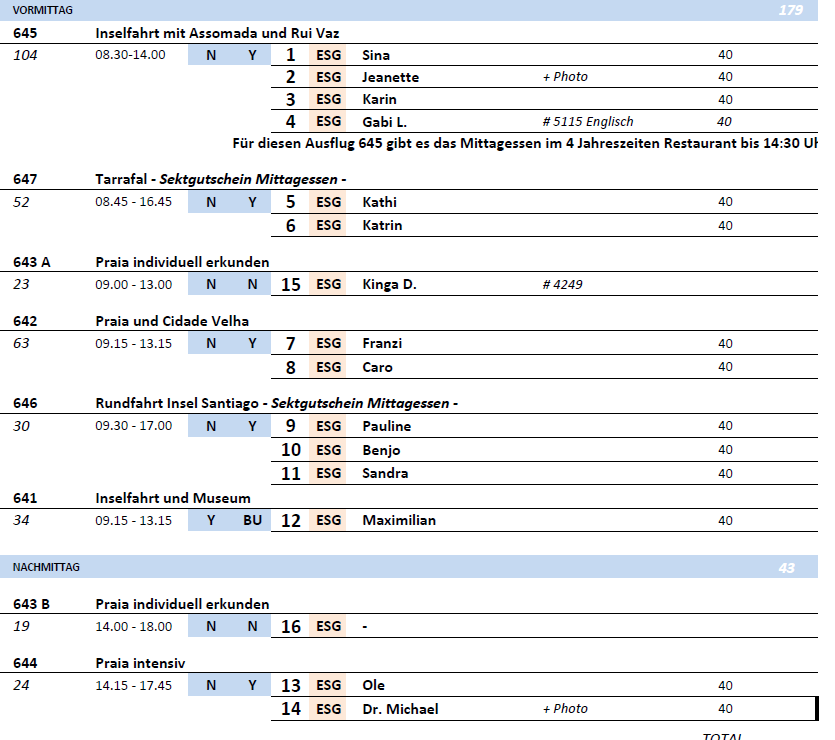 VORMITTAG 179
645 Inselfahrt mit Assomada und Rui Vaz
104 08.30-14.00 N Y 1 ESG Sina 40
2 ESG Jeanette + Photo 40
3 ESG Karin 40
4 ESG Gabi L. # 5115 Englisch 40
Für diesen Ausflug 645 gibt es das Mittagessen im 4 Jahreszeiten Restaurant bis 14:30 Uh
647 Tarrafal - Sektgutschein Mittagessen -
52 08.45 - 16.45 N Y 5 ESG Kathi 40
6 ESG Katrin 40
643 A Praia individuell erkunden
23 09.00 - 13.00 N N 15 ESG Kinga D. # 4249
642 Praia und Cidade Velha
63 09.15 - 13.15 N Y 7 ESG Franzi 40
8 ESG Caro 40
646 Rundfahrt Insel Santiago - Sektgutschein Mittagessen -
30 09.30 - 17.00 N Y 9 ESG Pauline 40
10 ESG Benjo 40
11 ESG Sandra 40
641 Inselfahrt und Museum
34 09.15 - 13.15 Y BU 12 ESG Maximilian 40
NACHMITTAG 43
643 B Praia individuell erkunden
19 14.00 - 18.00 N N 16 ESG -
644 Praia intensiv
24 14.15 - 17.45 N Y 13 ESG Ole 40
14 ESG Dr. Michael + Photo 40
TOTAL